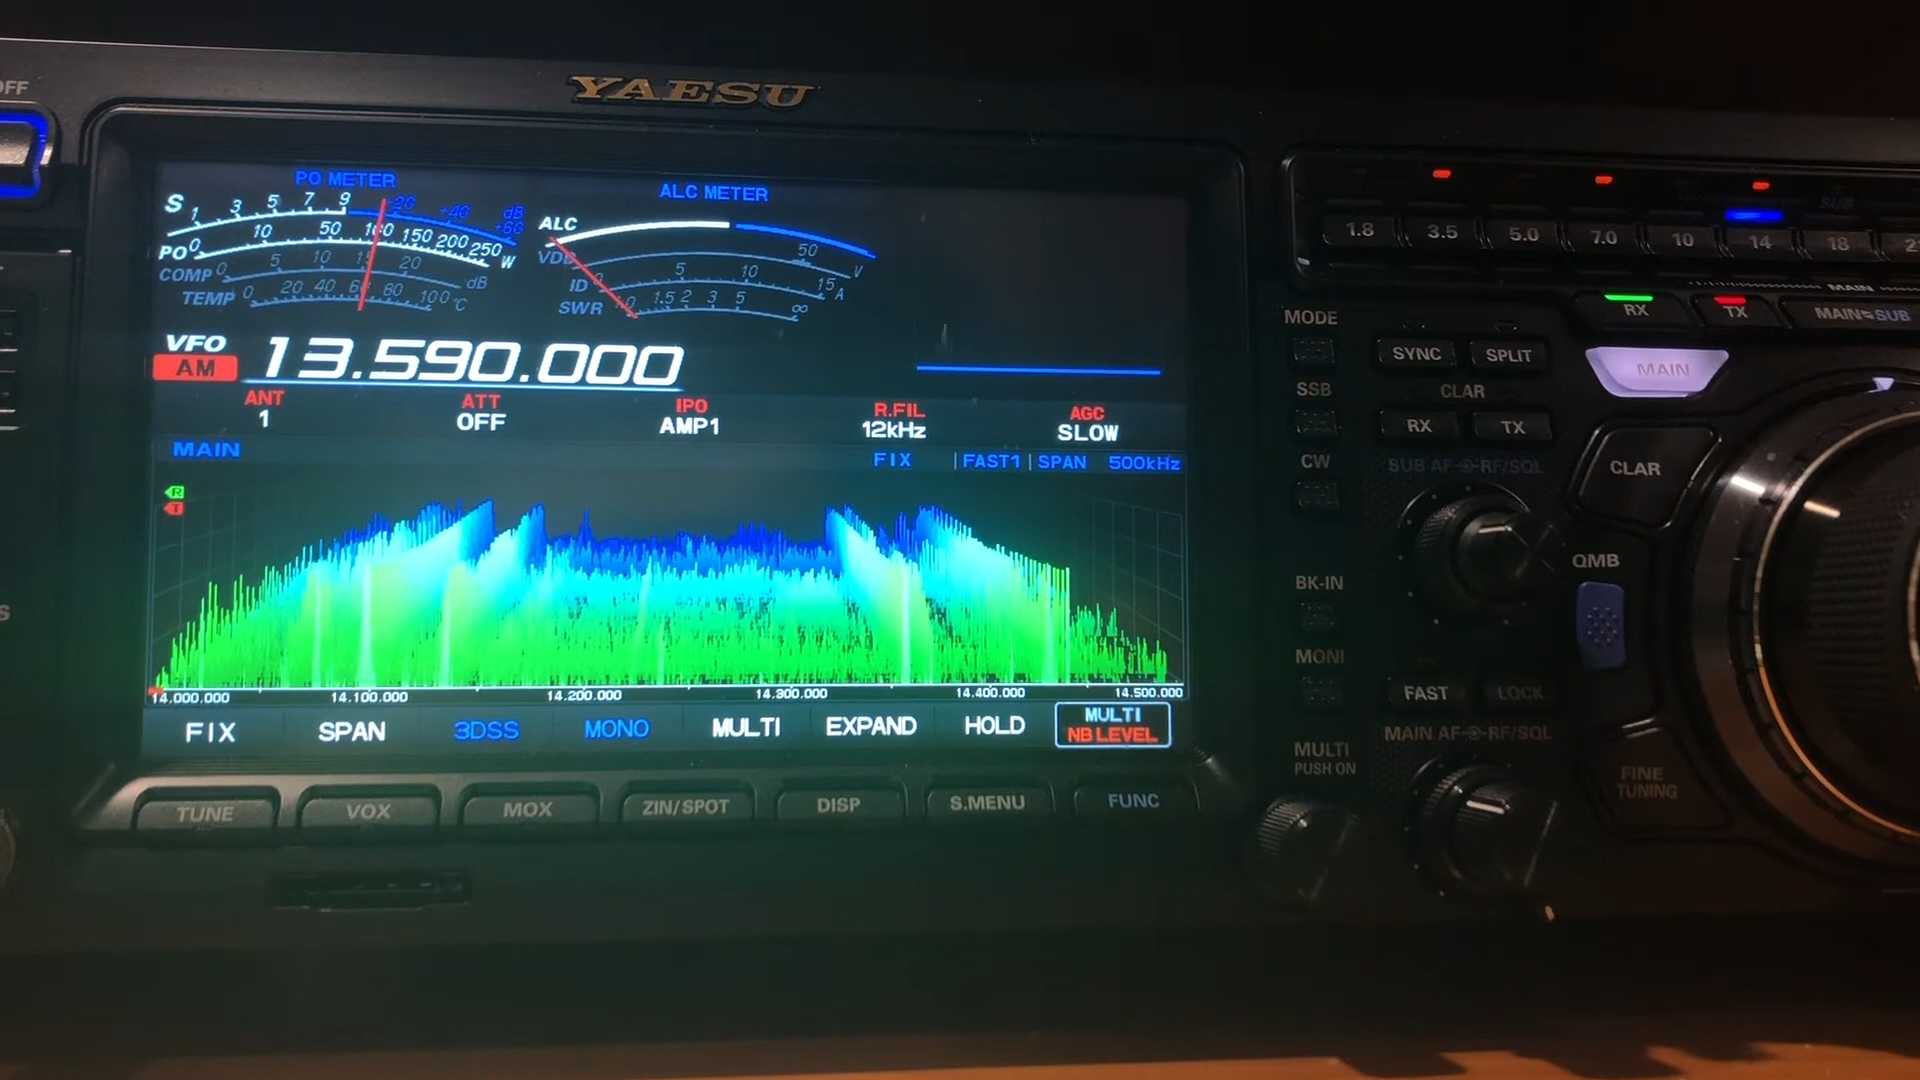 YAESU
OFF
PO METER
ALC METER
S 1 3 5 7 9 +20 +40 +60 dB
PO 0 10 50 100 150 200 250 W
COMP 0 5 10 15 20 dB
TEMP 0 20 40 60 80 100 °C
ALC
VDD 50 V
ID 0 5 10 15 A
SWR 1.0 1.5 2 3 5 ∞
VFO
AM
13.590.000
ANT ATT IPO R.FIL AGC
1 OFF AMP1 12kHz SLOW
MAIN
FIX | FAST1 | SPAN 500kHz
R
T
14.000.000 14.100.000 14.200.000 14.300.000 14.400.000 14.500.000
FIX SPAN 3DSS MONO MULTI EXPAND HOLD MULTI
NB LEVEL
TUNE VOX MOX ZIN/SPOT DISP S.MENU FUNC
SUB
1.8 3.5 5.0 7.0 10 14 18
MAIN
RX TX MAIN SUB
MODE
SYNC SPLIT
MAIN
SSB
CLAR
RX TX
CLAR
CW
SUB AF RF/SQL
QMB
BK-IN
MONI
FAST LOCK
MAIN AF RF/SQL
MULTI
PUSH ON
FINE
TUNING